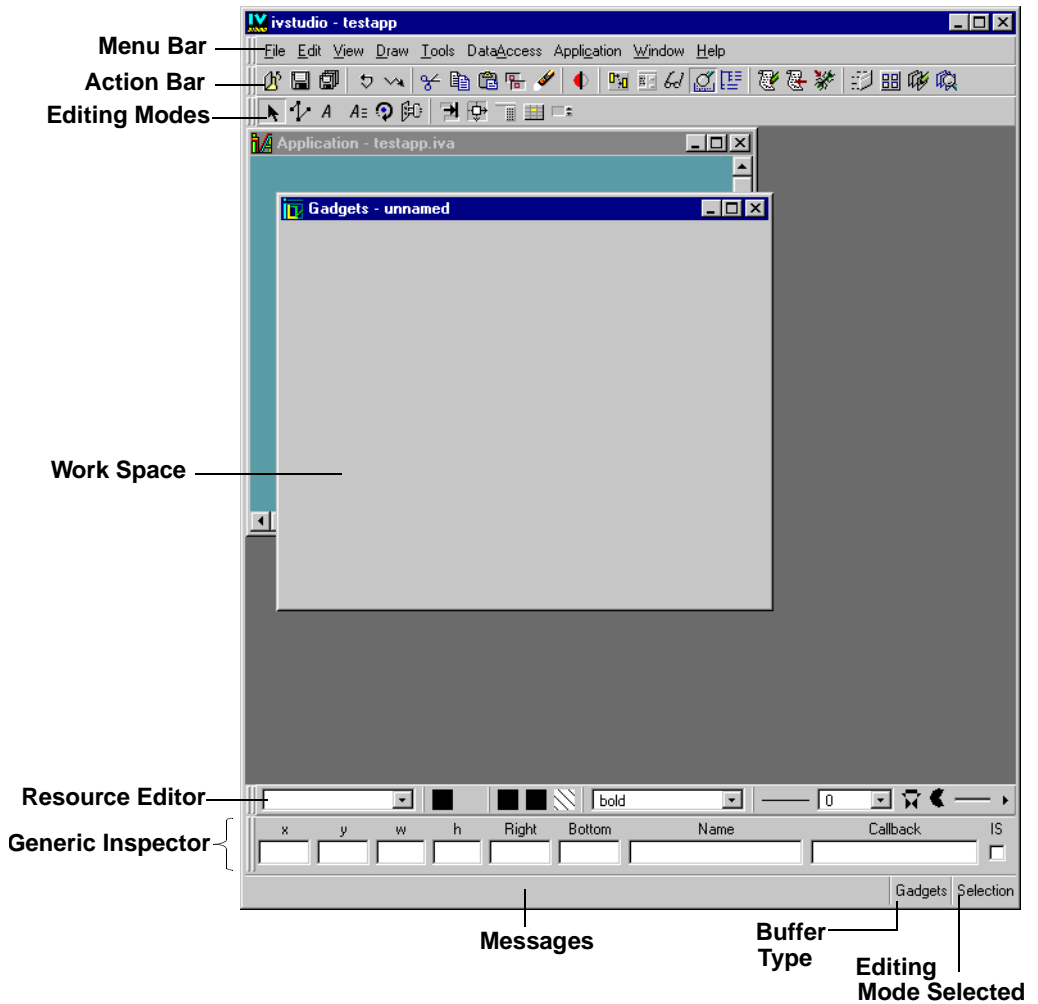 ivstudio - testapp
Menu Bar
File Edit View Draw Tools DataAccess Application Window Help
Action Bar
Editing Modes
Application - testapp.iva
Gadgets - unnamed
Work Space
Resource Editor
bold
0
Generic Inspector
x y w h Right Bottom Name Callback IS
Gadgets Selection
Messages
Buffer
Type
Editing
Mode Selected